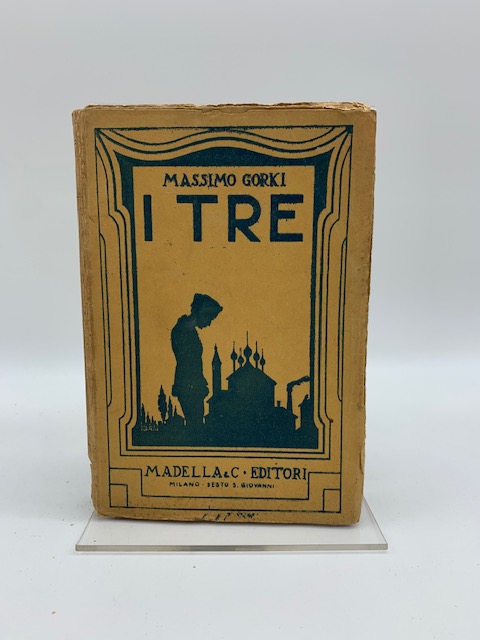 MASSIMO GORKI
I TRE
MADELLA & C • EDITORI
MILANO - SESTO S. GIOVANNI